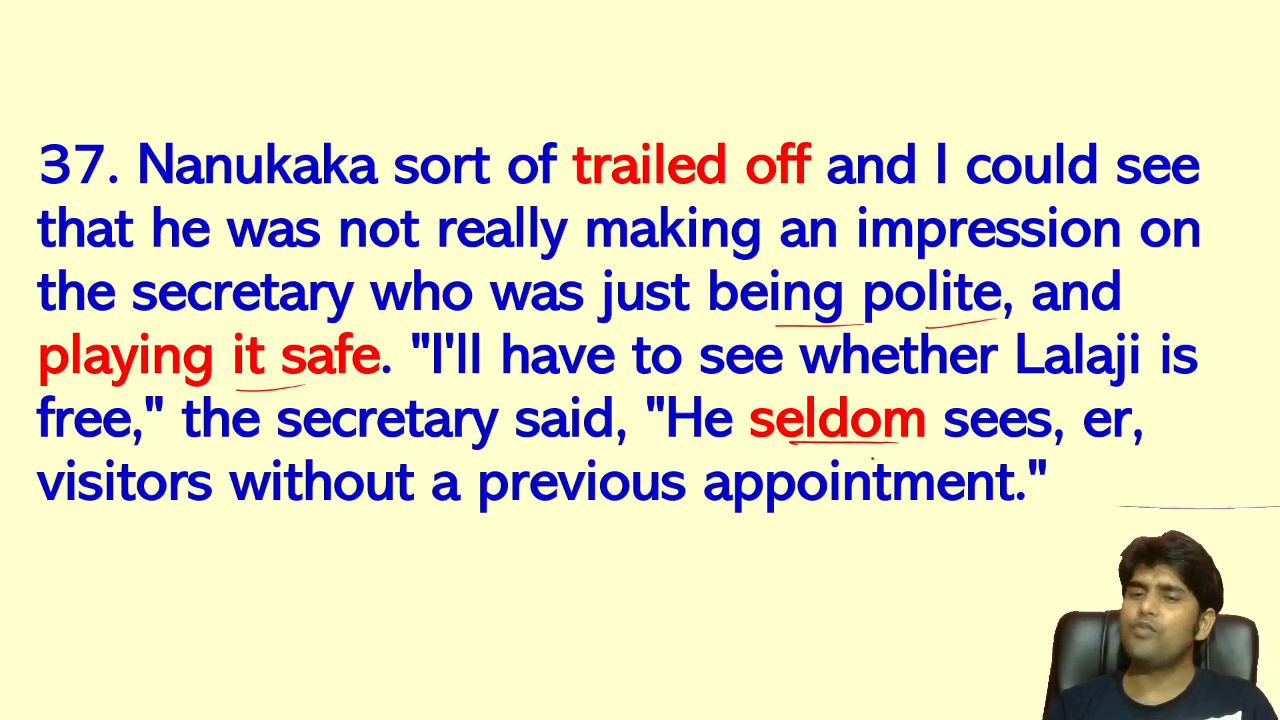 37. Nanukaka sort of trailed off and I could see
that he was not really making an impression on
the secretary who was just being polite, and
playing it safe. "I'll have to see whether Lalaji is
free," the secretary said, "He seldom sees, er,
visitors without a previous appointment."